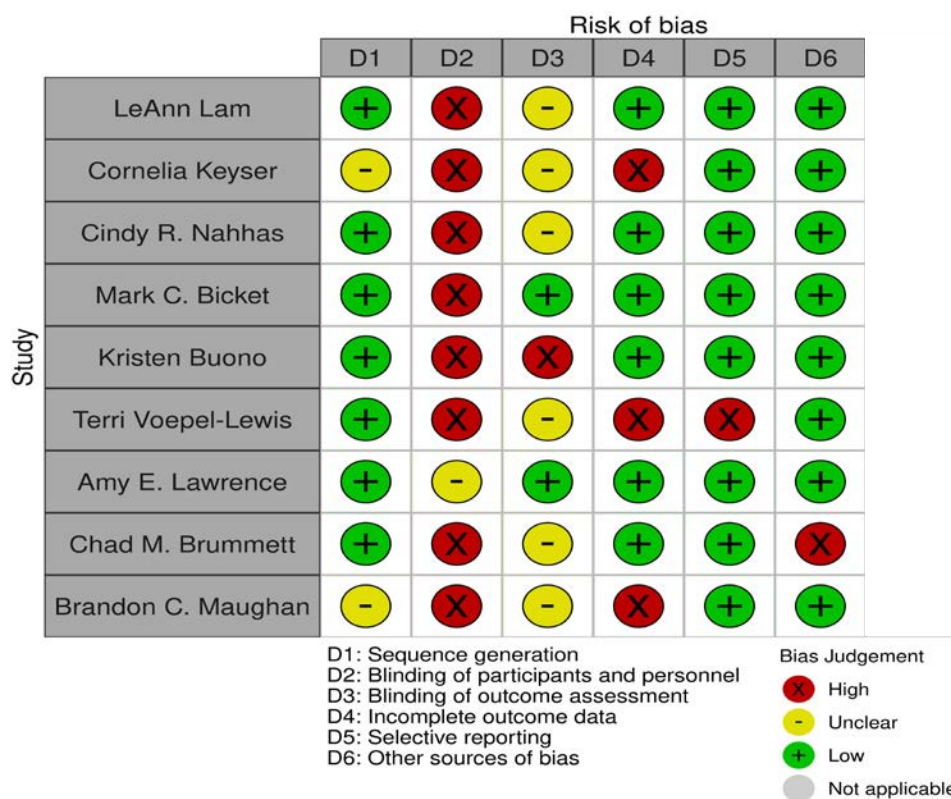 Risk of bias
D1 D2 D3 D4 D5 D6
Study
LeAnn Lam + X - + + +
Cornelia Keyser - X - X + +
Cindy R. Nahhas + X - + + +
Mark C. Bicket + X + + + +
Kristen Buono + X X + + +
Terri Voepel-Lewis + X - X X +
Amy E. Lawrence + - + + + +
Chad M. Brummett + X - + + X
Brandon C. Maughan - X - X + +
D1: Sequence generation
D2: Blinding of participants and personnel
D3: Blinding of outcome assessment
D4: Incomplete outcome data
D5: Selective reporting
D6: Other sources of bias
Bias Judgement
X High
- Unclear
+ Low
Not applicable